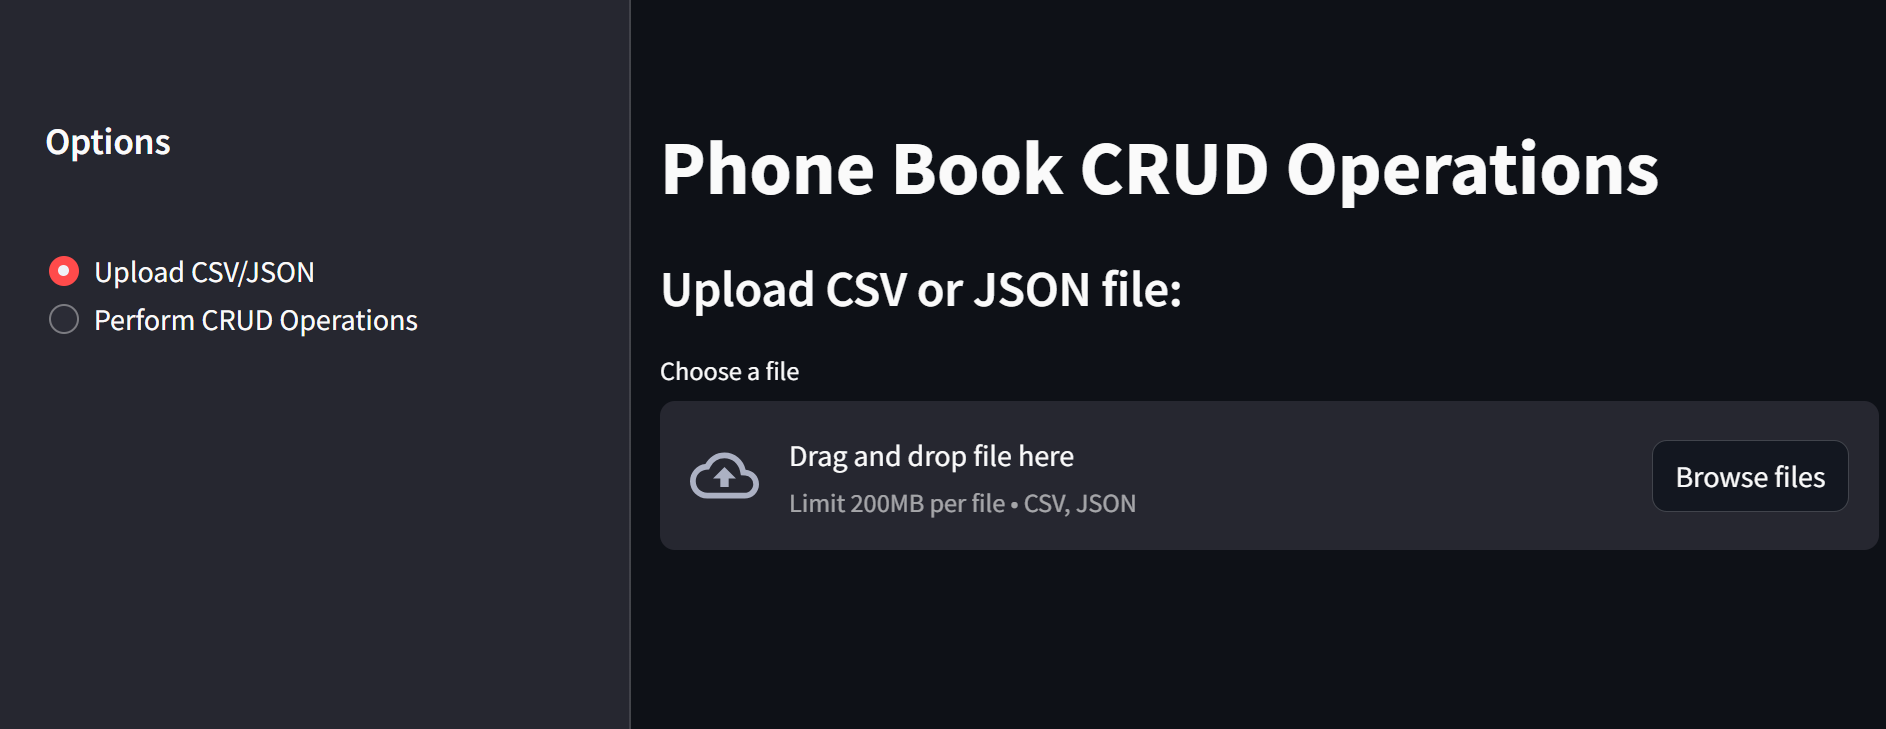 Options
Upload CSV/JSON
Perform CRUD Operations
Phone Book CRUD Operations
Upload CSV or JSON file:
Choose a file
Drag and drop file here
Limit 200MB per file • CSV, JSON
Browse files